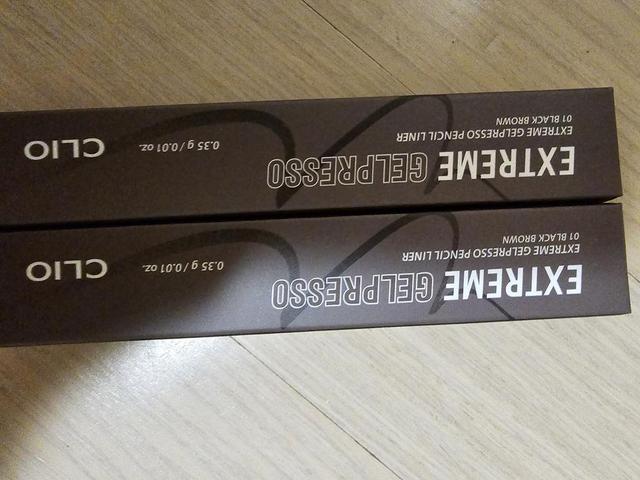 EXTREME GELPRESSO
EXTREME GELPRESSO PENCIL LINER
01 BLACK BROWN
0.35 g / 0.01 oz.
CLIO
EXTREME GELPRESSO
EXTREME GELPRESSO PENCIL LINER
01 BLACK BROWN
0.35 g / 0.01 oz.
CLIO